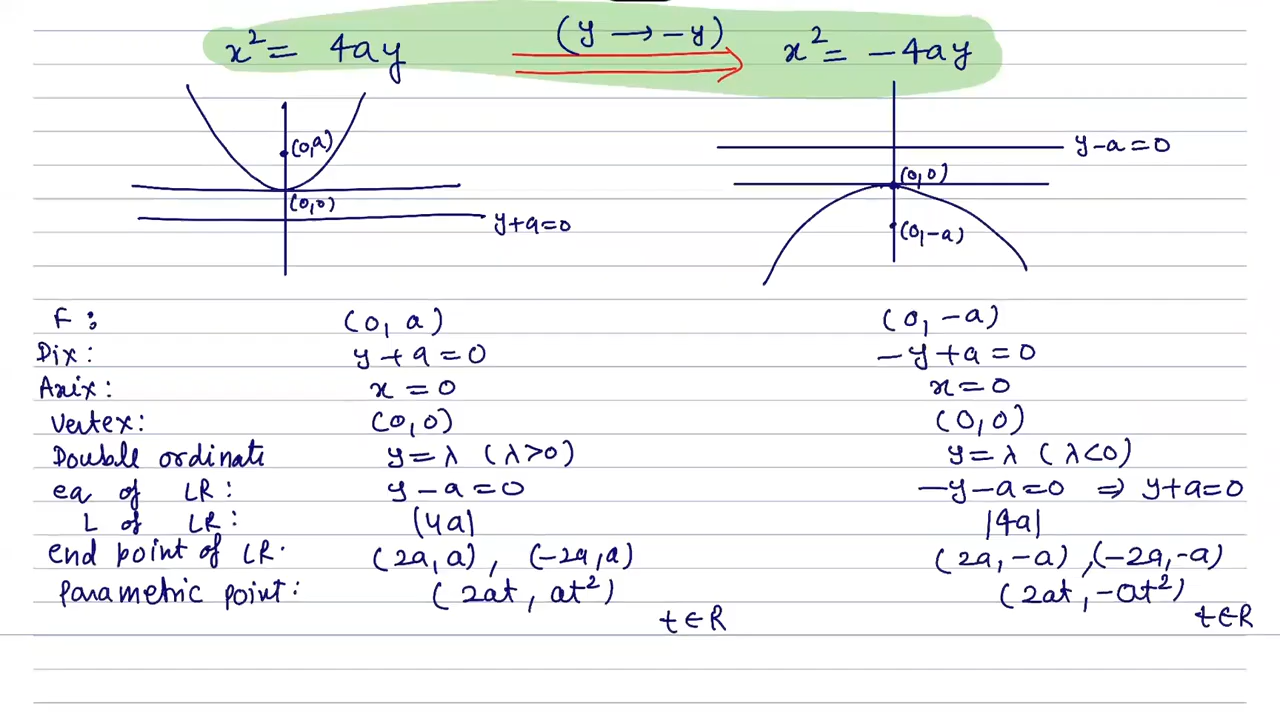 x² = 4ay (y → -y) x² = -4ay
(0,a)
(0,0)
y+a=0
y-a=0
(0,0)
(0,-a)
F: (0, a) (0, -a)
Dix: y+a=0 -y+a=0
Axix: x=0 x=0
Vertex: (0,0) (0,0)
Double ordinate y=λ (λ>0) y=λ (λ<0)
eq of LR: y-a=0 -y-a=0 ⇒ y+a=0
L of LR: |4a| |4a|
end point of LR. (2a, a), (-2a, a) (2a, -a), (-2a, -a)
Parametric point: (2at, at²) (2at, -at²)
t∈R t∈R